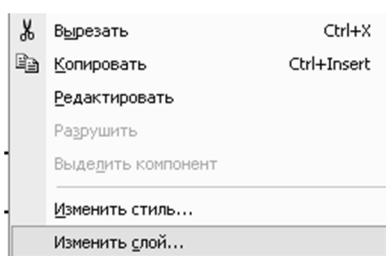 Вырезать Ctrl+X
Копировать Ctrl+Insert
Редактировать
Разрушить
Выделить компонент
Изменить стиль...
Изменить слой...